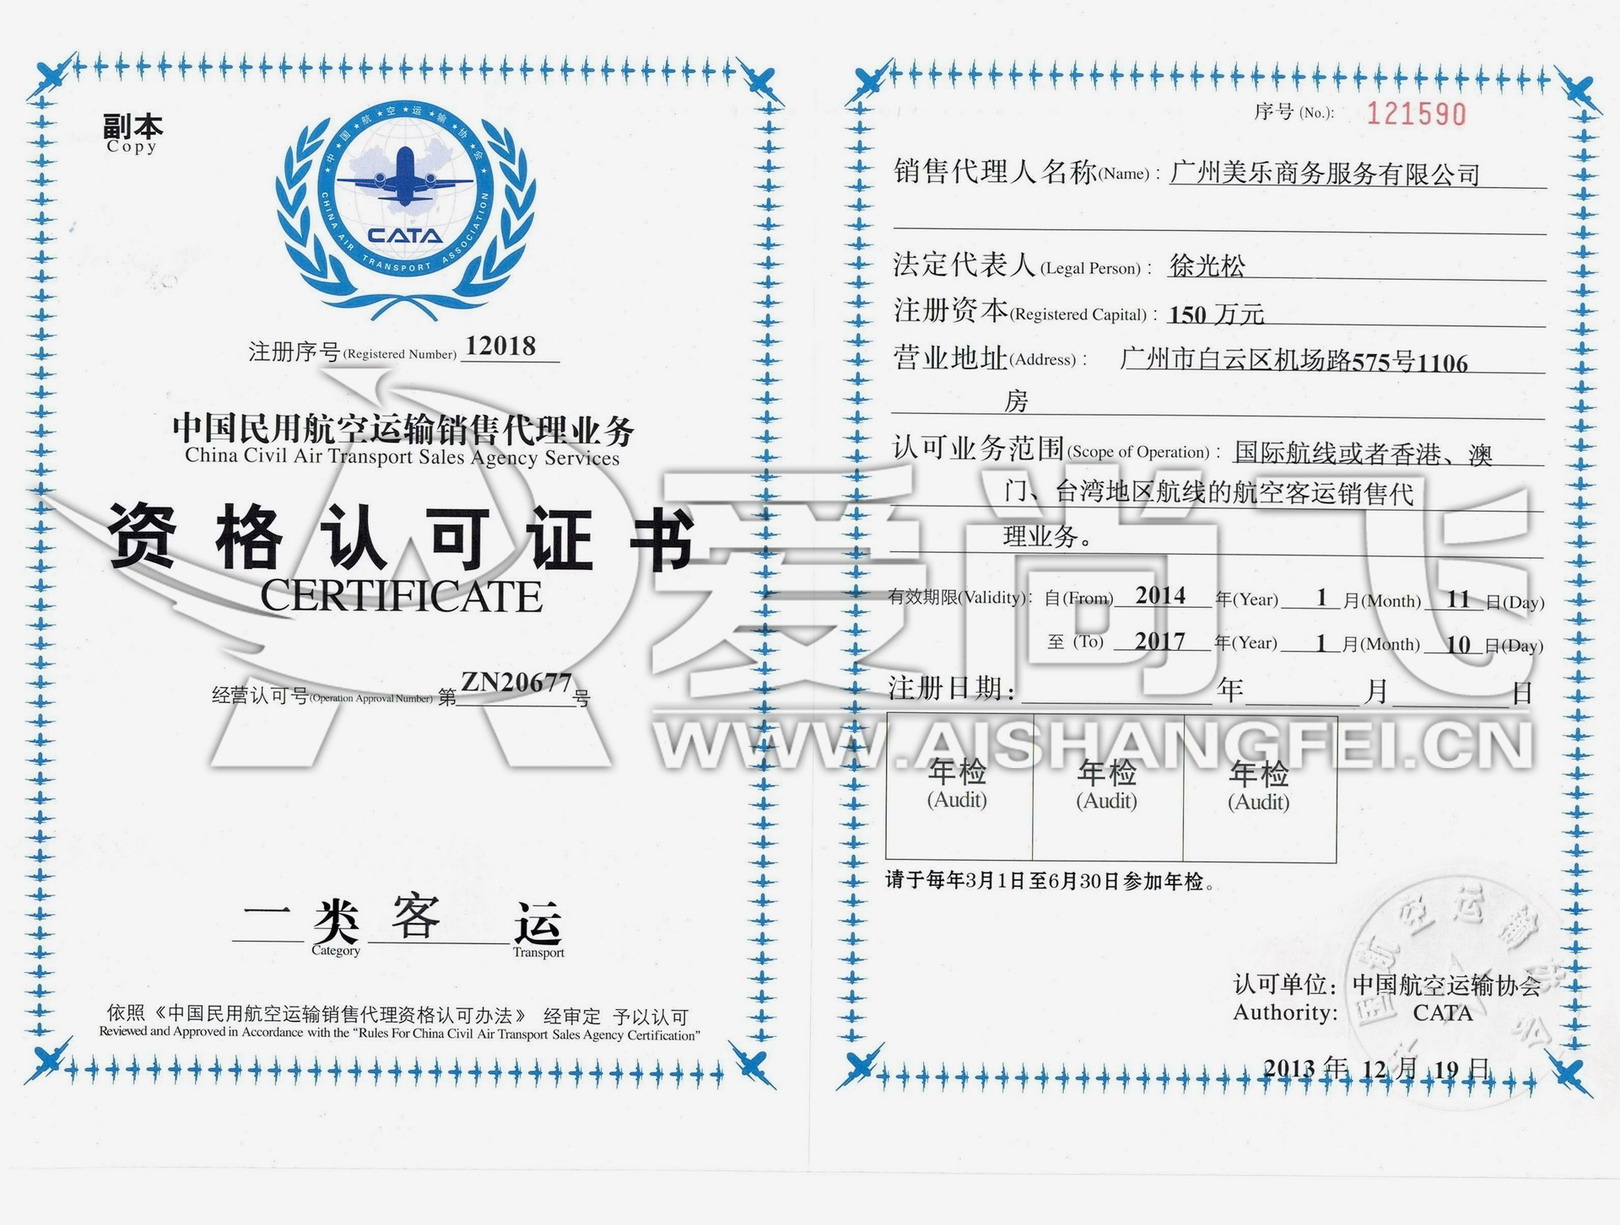 副本
Copy
中国航空运输协会
CHINA AIR TRANSPORT ASSOCIATION
CATA
注册序号(Registered Number) 12018
中国民用航空运输销售代理业务
China Civil Air Transport Sales Agency Services
资格认可证书
CERTIFICATE
经营认可号(Operation Approval Number) 第ZN20677号
一类客运
Category Transport
依照《中国民用航空运输销售代理资格认可办法》 经审定 予以认可
Reviewed and Approved in Accordance with the “Rules For China Civil Air Transport Sales Agency Certification”
序号(No.): 121590
销售代理人名称(Name): 广州美乐商务服务有限公司
法定代表人(Legal Person): 徐光松
注册资本(Registered Capital): 150 万元
营业地址(Address): 广州市白云区机场路575号1106
房
认可业务范围(Scope of Operation): 国际航线或者香港、澳
门、台湾地区航线的航空客运销售代
理业务。
有效期限(Validity): 自(From) 2014 年(Year) 1 月(Month) 11 日(Day)
至 (To) 2017 年(Year) 1 月(Month) 10 日(Day)
注册日期: 年 月 日
爱尚飞
WWW.AISHANGFEI.CN
年检 年检 年检
(Audit) (Audit) (Audit)
请于每年3月1日至6月30日参加年检。
认可单位: 中国航空运输协会
Authority: CATA
2013 年 12 月 19 日